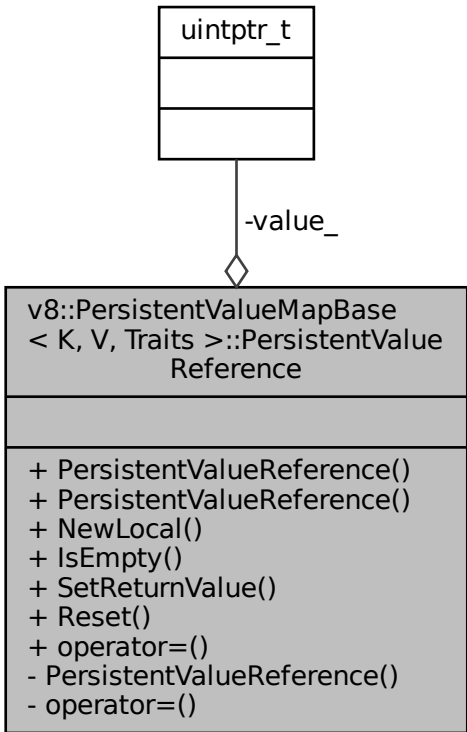 uintptr_t
-value_
v8::PersistentValueMapBase
< K, V, Traits >::PersistentValue
Reference
+ PersistentValueReference()
+ PersistentValueReference()
+ NewLocal()
+ IsEmpty()
+ SetReturnValue()
+ Reset()
+ operator=()
- PersistentValueReference()
- operator=()